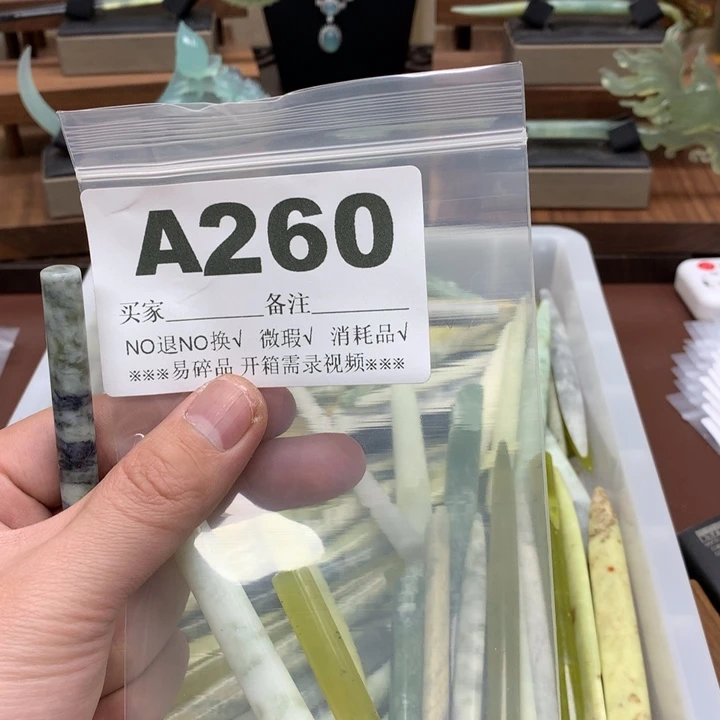 A260
买家________备注________
NO退NO换√ 微瑕√ 消耗品√
※※※易碎品 开箱需录视频※※※